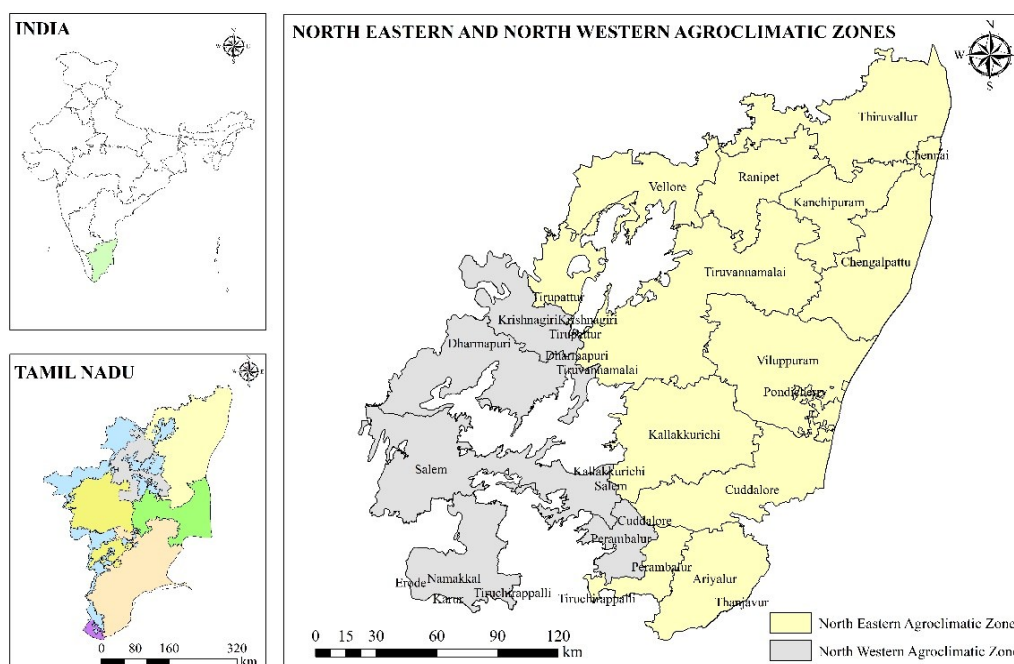 INDIA
N
W E
S
TAMIL NADU
0 80 160 320
km
NORTH EASTERN AND NORTH WESTERN AGROCLIMATIC ZONES
N
W E
S
Thiruvallur
Chennai
Ranipet
Vellore
Kanchipuram
Chengalpattu
Tiruvannamalai
Tirupattur
Krishnagiri Krishnagiri
Tirupattur
Dharmapuri
Dharmapuri
Tiruvannamalai
Viluppuram
Pondicherry
Kallakkurichi
Salem
Kallakkurichi
Salem
Cuddalore
Cuddalore
Perambalur
Perambalur
Ariyalur
Erode Namakkal
Karur Tiruchirappalli
Tiruchirappalli
Thanjavur
0 15 30 60 90 120
km
North Eastern Agroclimatic Zone
North Western Agroclimatic Zone